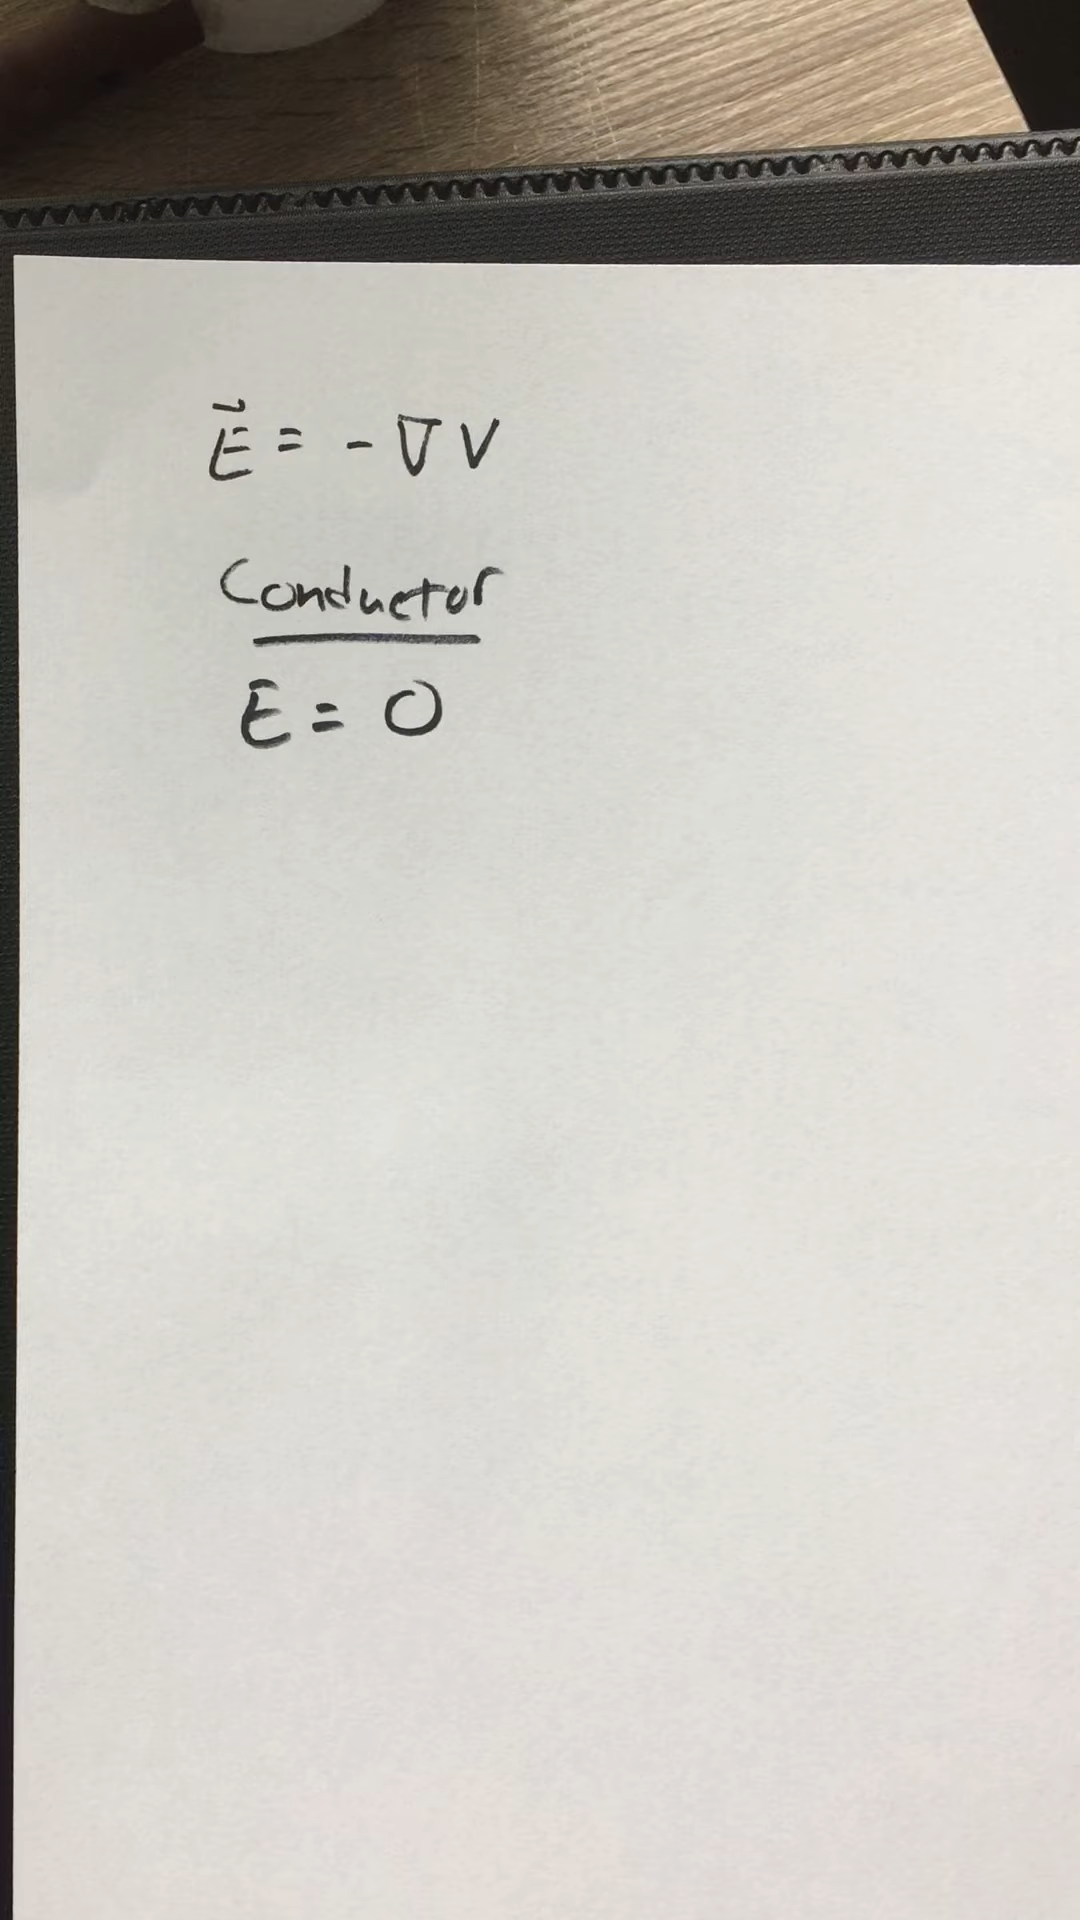 E⃗ = - ∇ V
Conductor
E = 0